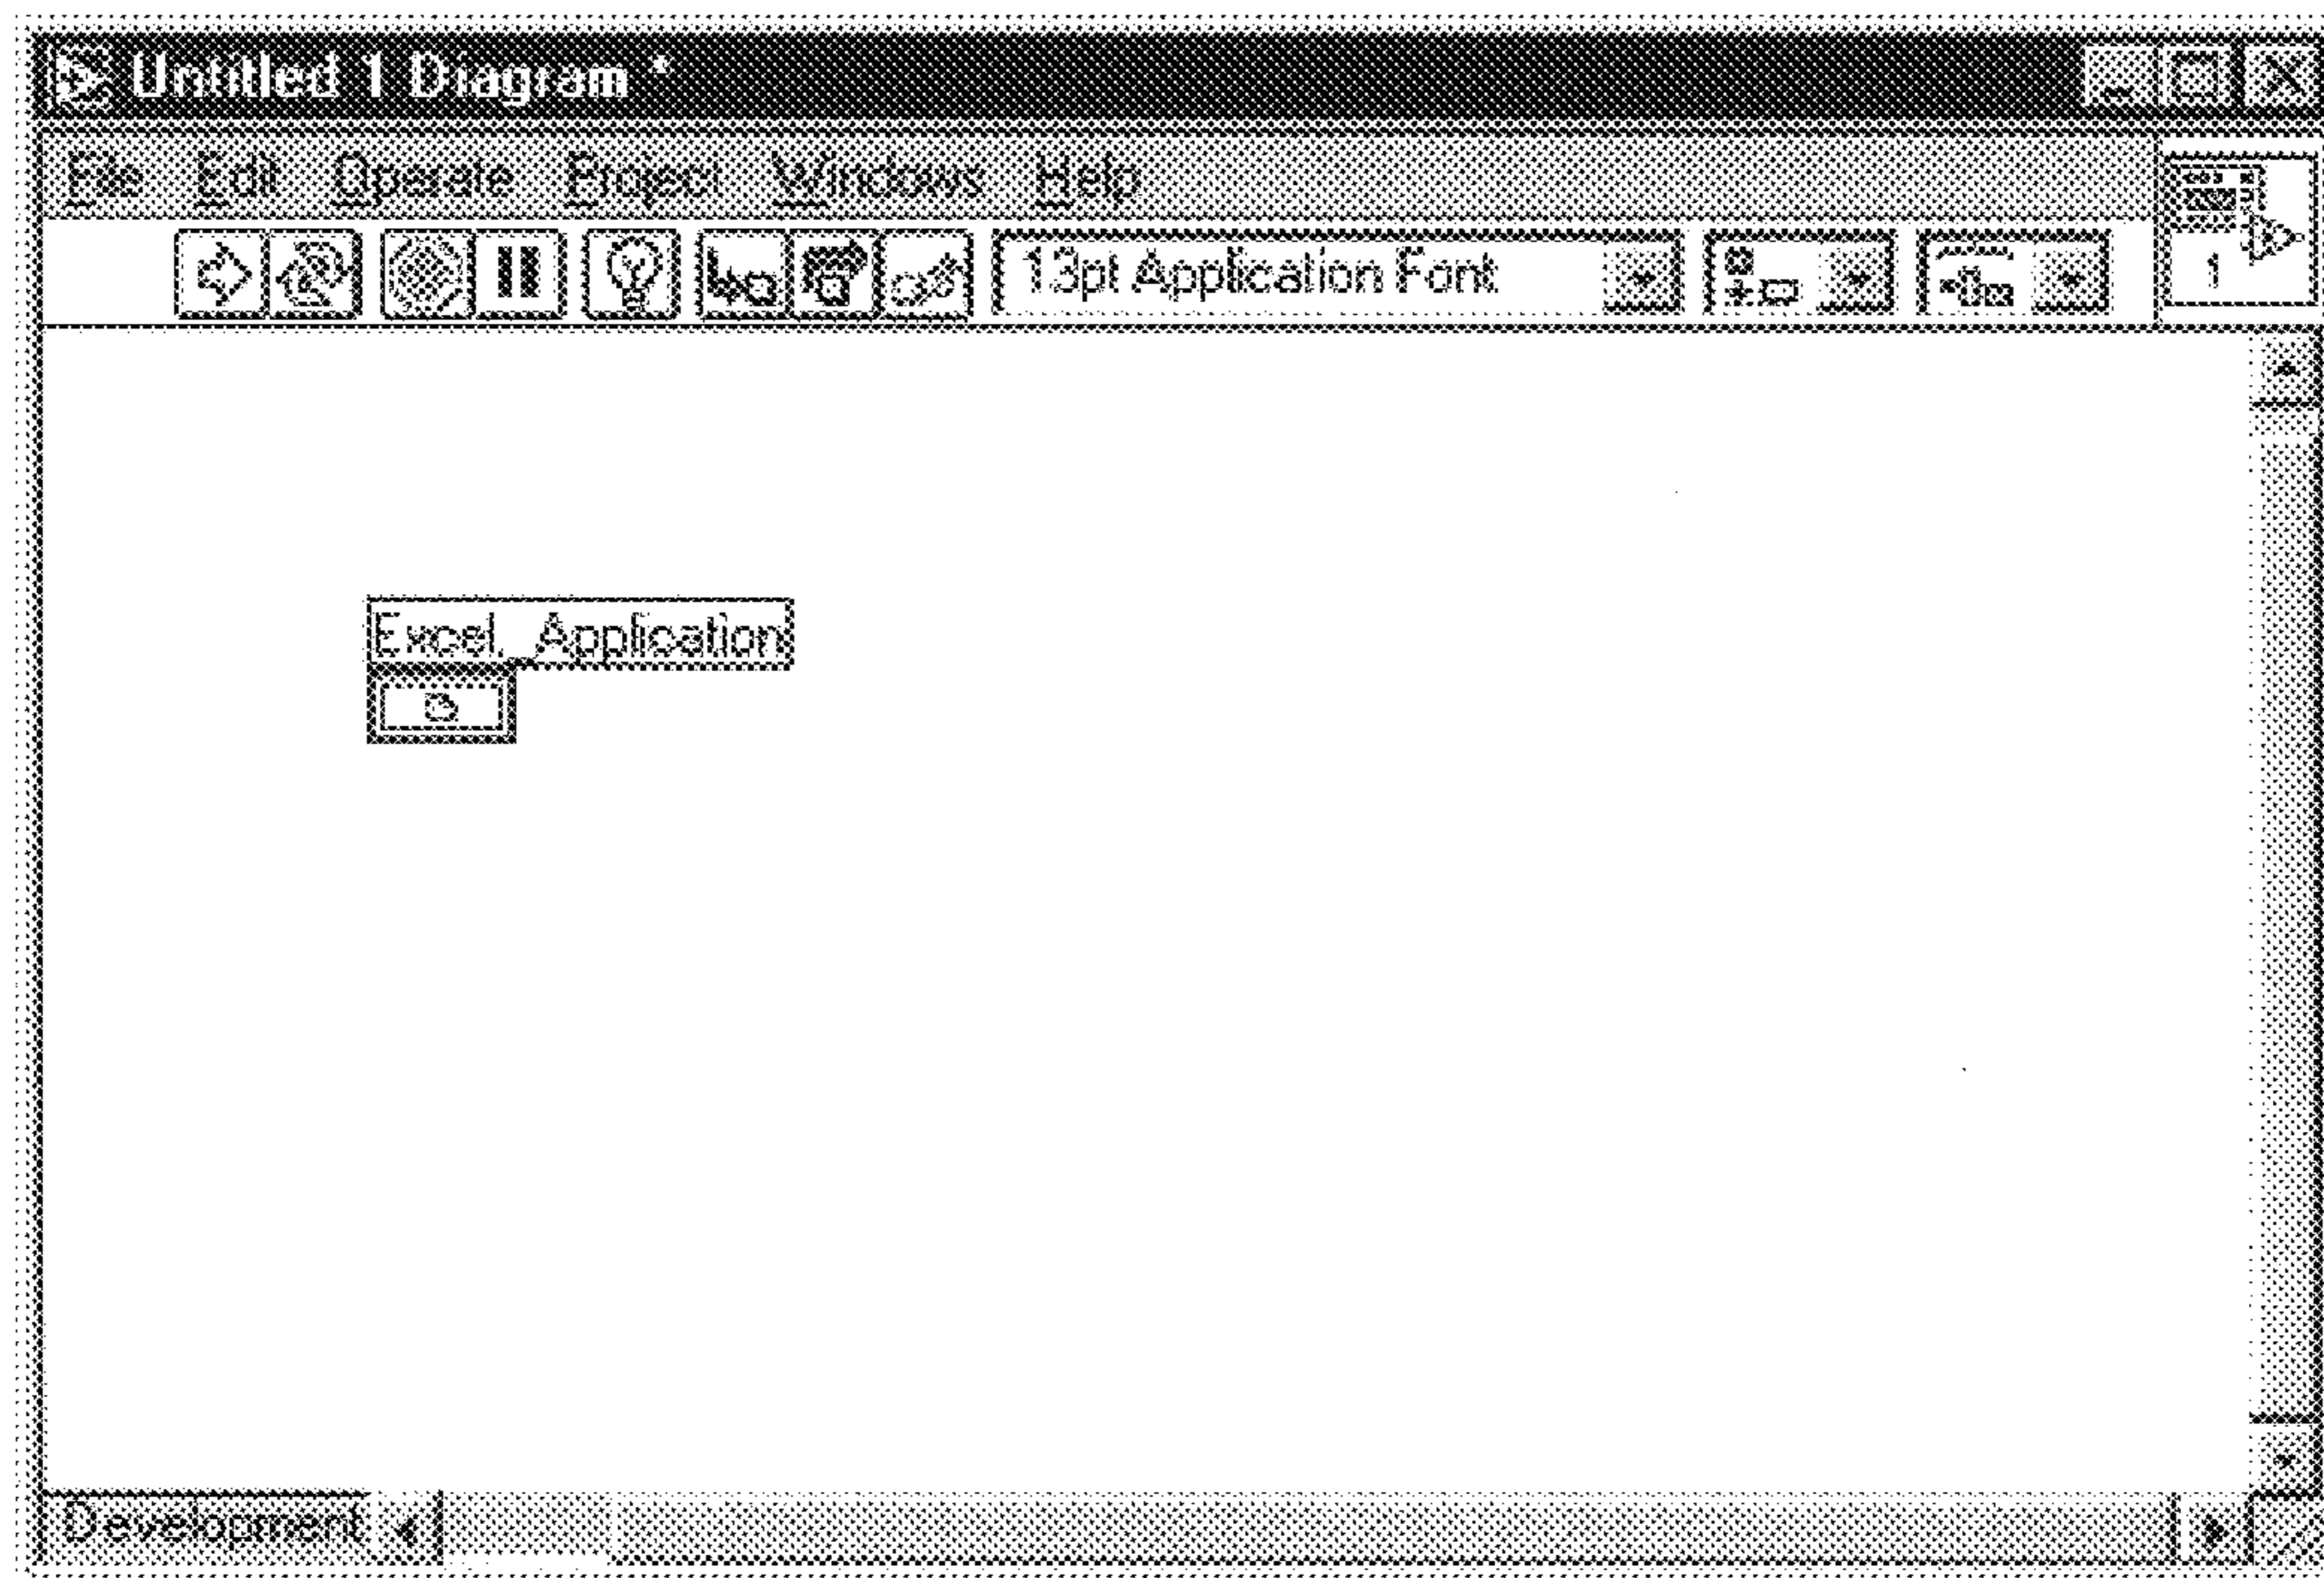 Untitled 1 Diagram *
File Edit Operate Project Windows Help
13pt Application Font
1
Excel._Application
Development